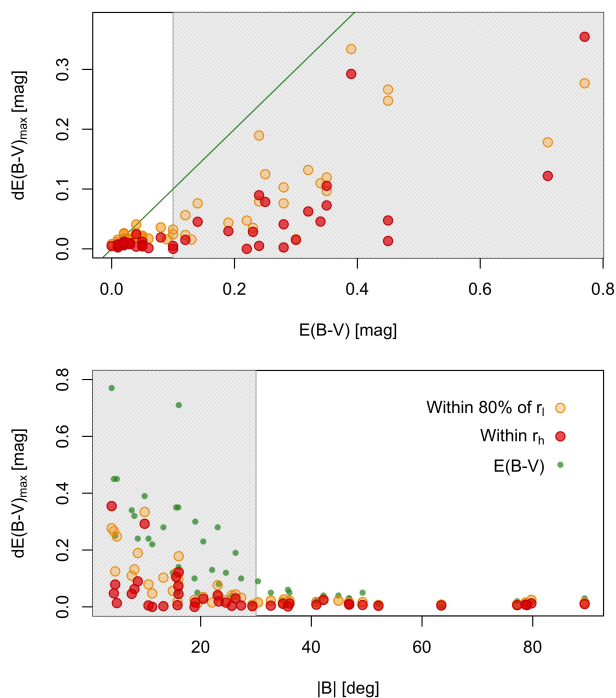 0.3
0.2
0.1
0.0
dE(B-V)max [mag]
0.0 0.2 0.4 0.6 0.8
E(B-V) [mag]
0.8
0.6
0.4
0.2
0.0
dE(B-V)max [mag]
Within 80% of rl
Within rh
E(B-V)
20 40 60 80
|B| [deg]